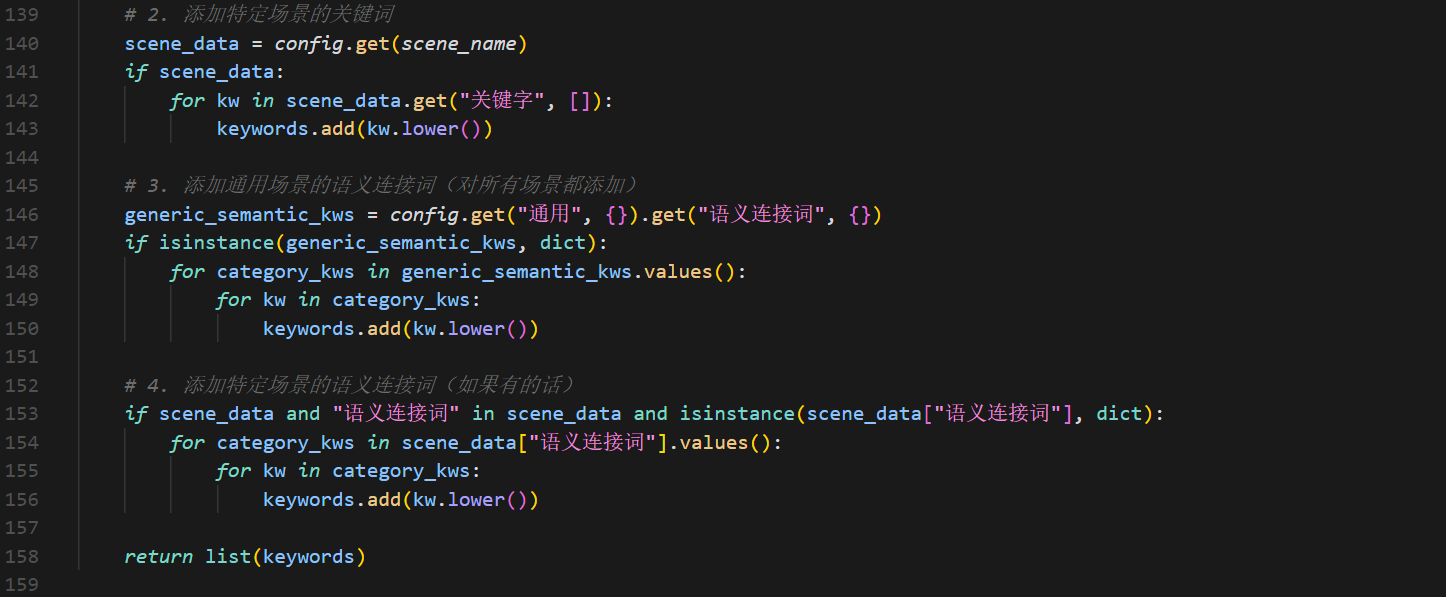 139 # 2. 添加特定场景的关键词
140 scene_data = config.get(scene_name)
141 if scene_data:
142 for kw in scene_data.get("关键字", []):
143 keywords.add(kw.lower())
144
145 # 3. 添加通用场景的语义连接词（对所有场景都添加）
146 generic_semantic_kws = config.get("通用", {}).get("语义连接词", {})
147 if isinstance(generic_semantic_kws, dict):
148 for category_kws in generic_semantic_kws.values():
149 for kw in category_kws:
150 keywords.add(kw.lower())
151
152 # 4. 添加特定场景的语义连接词（如果有的话）
153 if scene_data and "语义连接词" in scene_data and isinstance(scene_data["语义连接词"], dict):
154 for category_kws in scene_data["语义连接词"].values():
155 for kw in category_kws:
156 keywords.add(kw.lower())
157
158 return list(keywords)
159